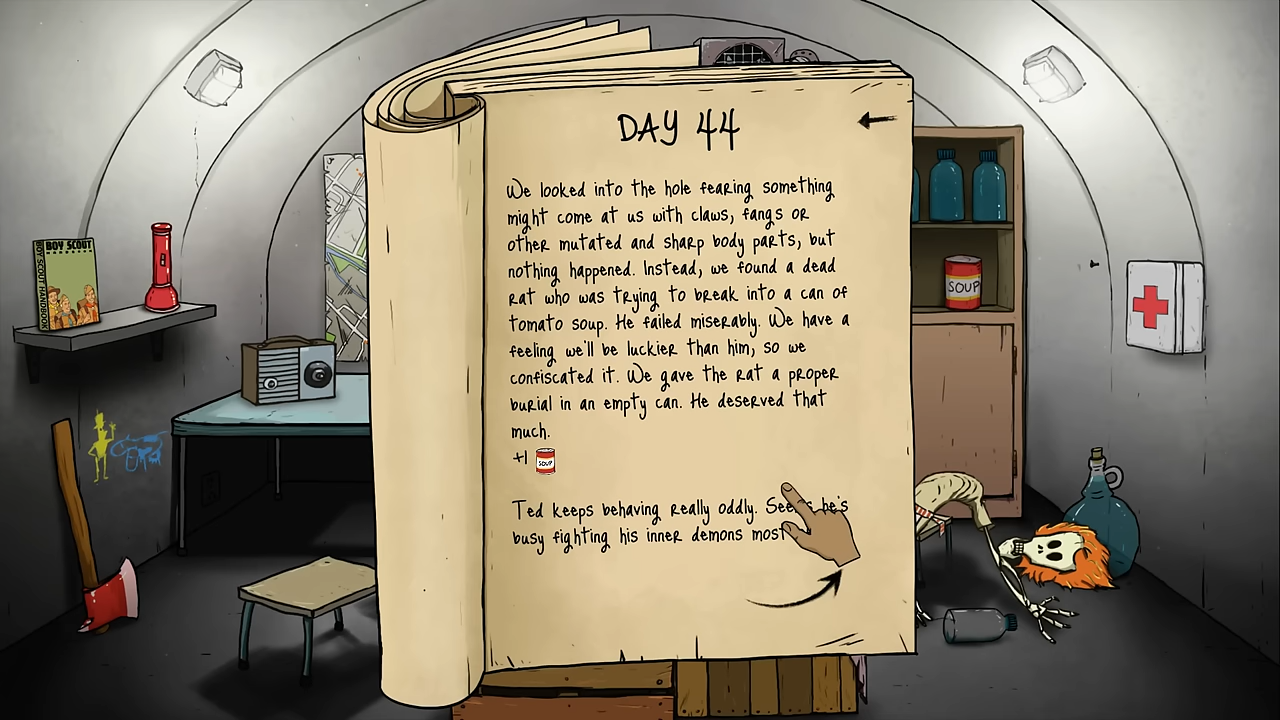 DAY 44
We looked into the hole fearing something
might come at us with claws, fangs or
other mutated and sharp body parts, but
nothing happened. Instead, we found a dead
rat who was trying to break into a can of
tomato soup. He failed miserably. We have a
feeling we'll be luckier than him, so we
confiscated it. We gave the rat a proper
burial in an empty can. He deserved that
much.
+1 SOUP
Ted keeps behaving really oddly. he's
busy fighting his inner demons most
BOY SCOUT
BOY SCOUT HANDBOOK
SOUP